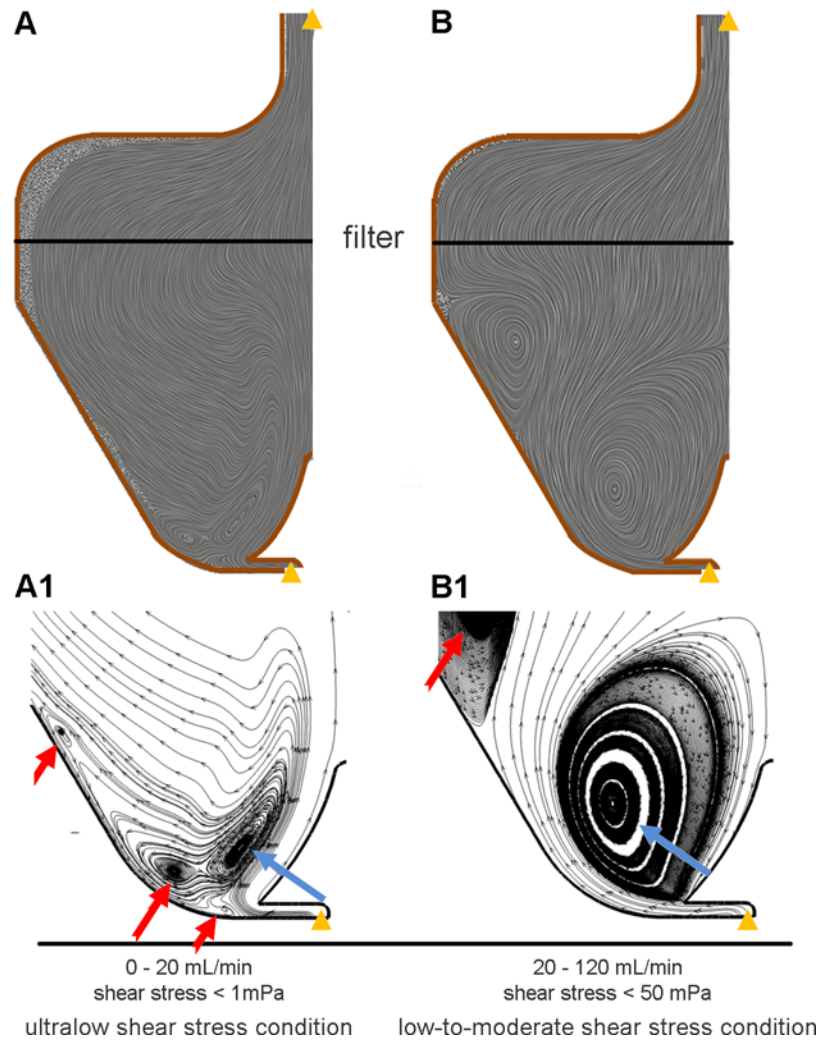 A
B
filter
A1
B1
0 - 20 mL/min
shear stress < 1mPa
ultralow shear stress condition
20 - 120 mL/min
shear stress < 50 mPa
low-to-moderate shear stress condition